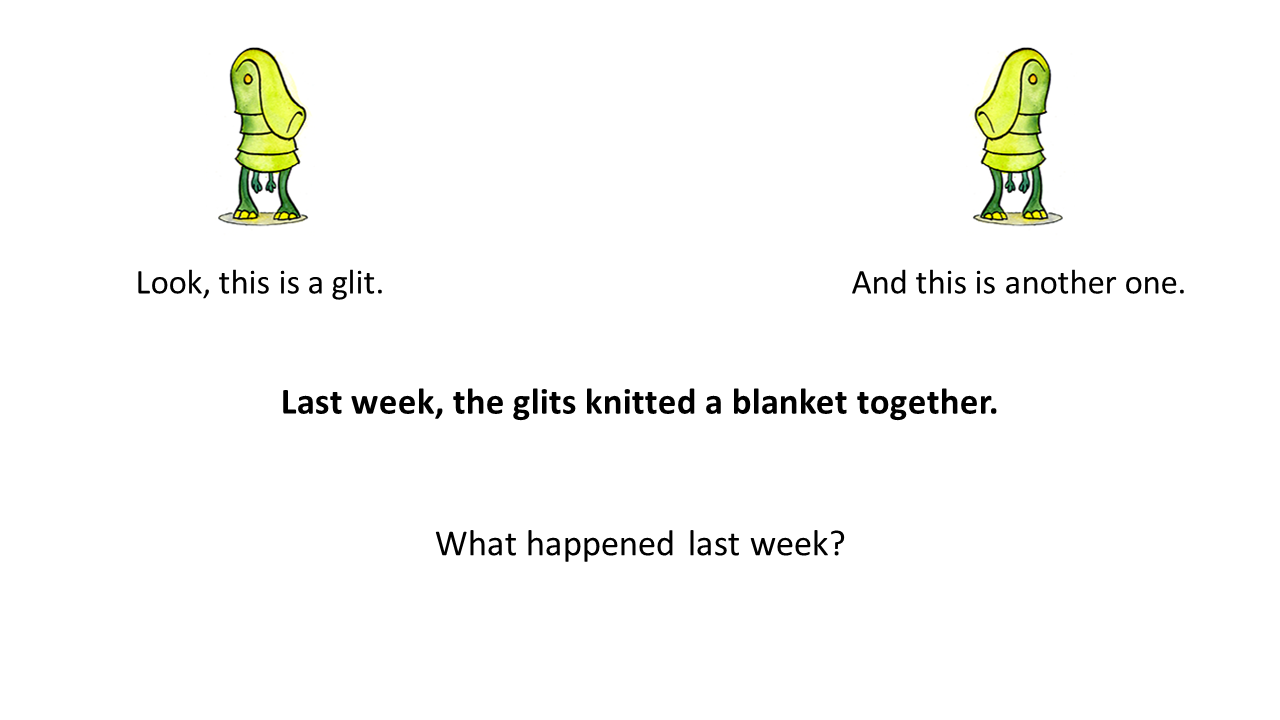 Look, this is a glit.
And this is another one.
Last week, the glits knitted a blanket together.
What happened last week?